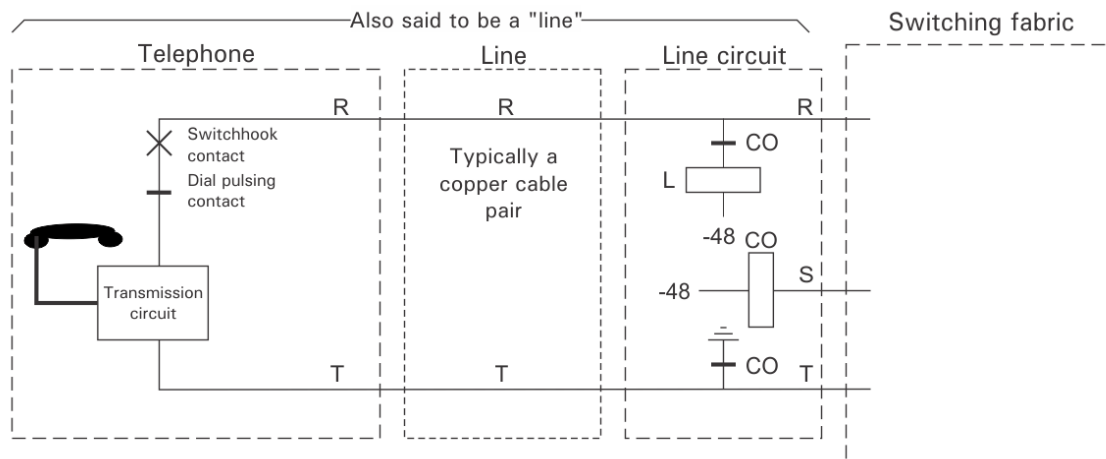 Also said to be a "line"
Switching fabric
Telephone
Line
Line circuit
R
R
R
Switchhook
contact
Dial pulsing
contact
Typically a
copper cable
pair
CO
L
-48
CO
-48
S
Transmission
circuit
CO
T
T
T